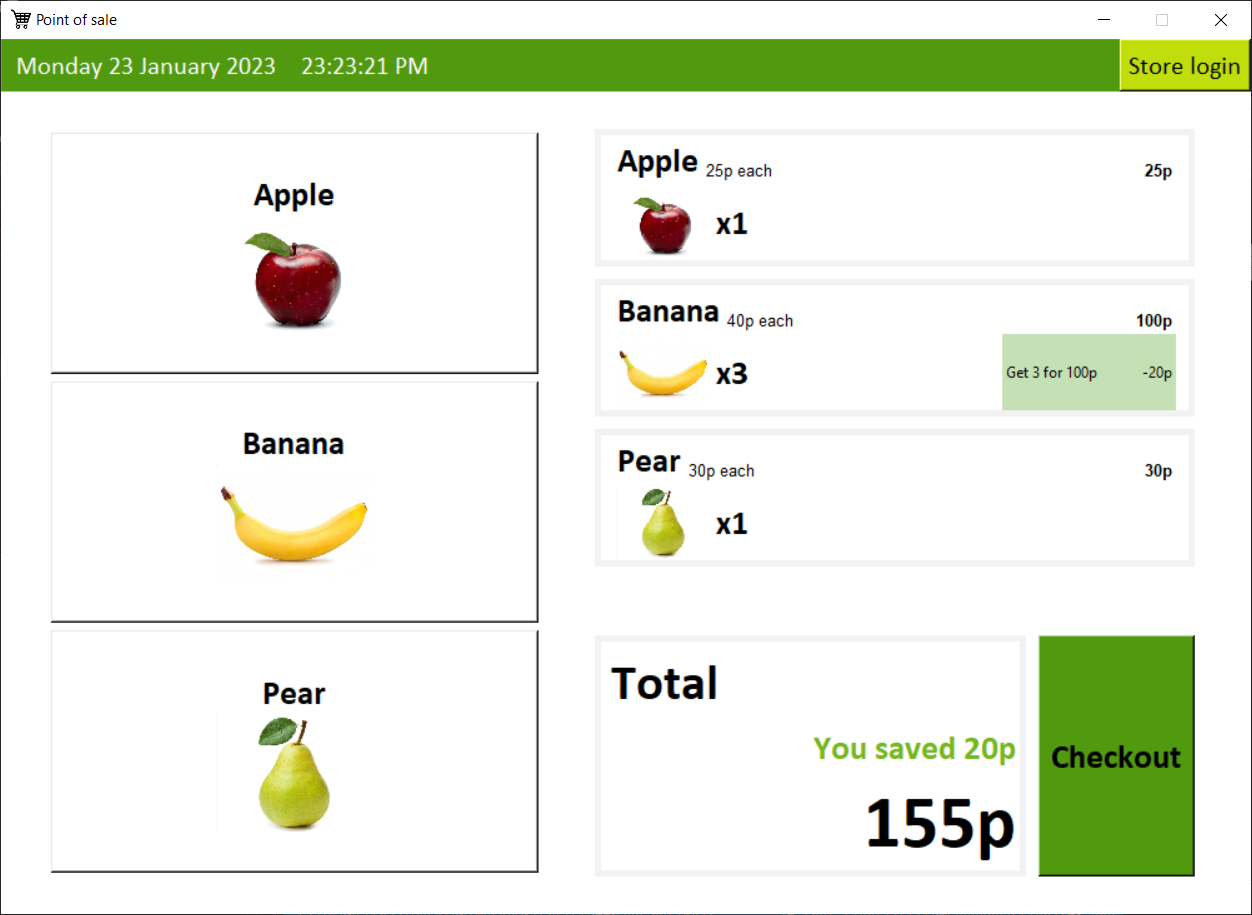 Point of sale
Monday 23 January 2023 23:23:21 PM
Store login
Apple
Banana
Pear
Apple 25p each 25p
x1
Banana 40p each 100p
x3 Get 3 for 100p -20p
Pear 30p each 30p
x1
Total
You saved 20p
155p
Checkout